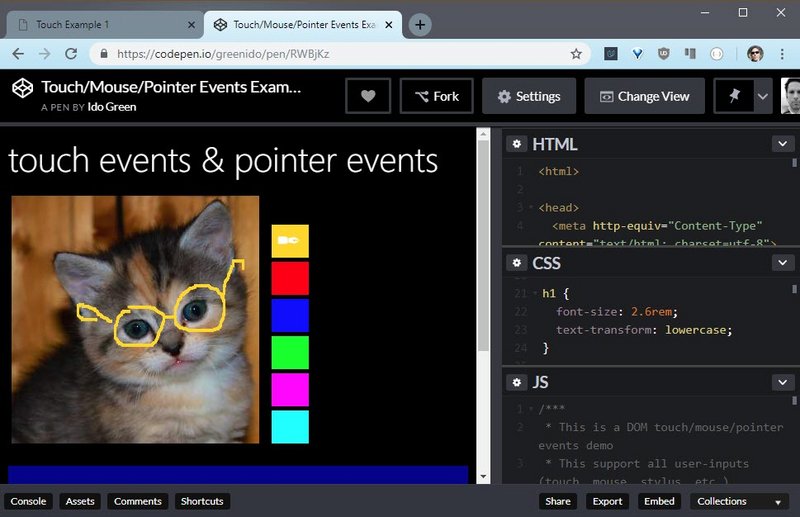 Touch Example 1
Touch/Mouse/Pointer Events Exa
https://codepen.io/greenido/pen/RWBjKz
Touch/Mouse/Pointer Events Exam...
A PEN BY Ido Green
Fork
Settings
Change View
touch events & pointer events
HTML
1 <html>
2
3 <head>
4 <meta http-equiv="Content-Type"
content="text/html; charset=utf-8">
CSS
21 h1 {
22 font-size: 2.6rem;
23 text-transform: lowercase;
24 }
JS
1 /***
2 * This is a DOM touch/mouse/pointer
events demo
3 * This support all user-inputs
(touch, mouse, stylus, etc.)
Console
Assets
Comments
Shortcuts
Share
Export
Embed
Collections